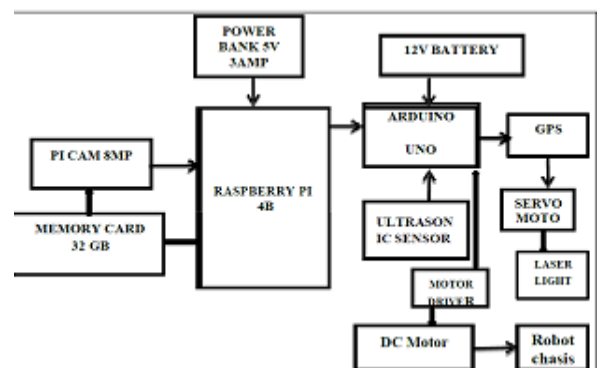 POWER
BANK 5V
3AMP
12V BATTERY
ARDUINO
UNO
GPS
PI CAM 8MP
RASPBERRY PI
4B
MEMORY CARD
32 GB
ULTRASON
IC SENSOR
SERVO
MOTO
LASER
LIGHT
MOTOR
DRIVER
DC Motor
Robot
chasis